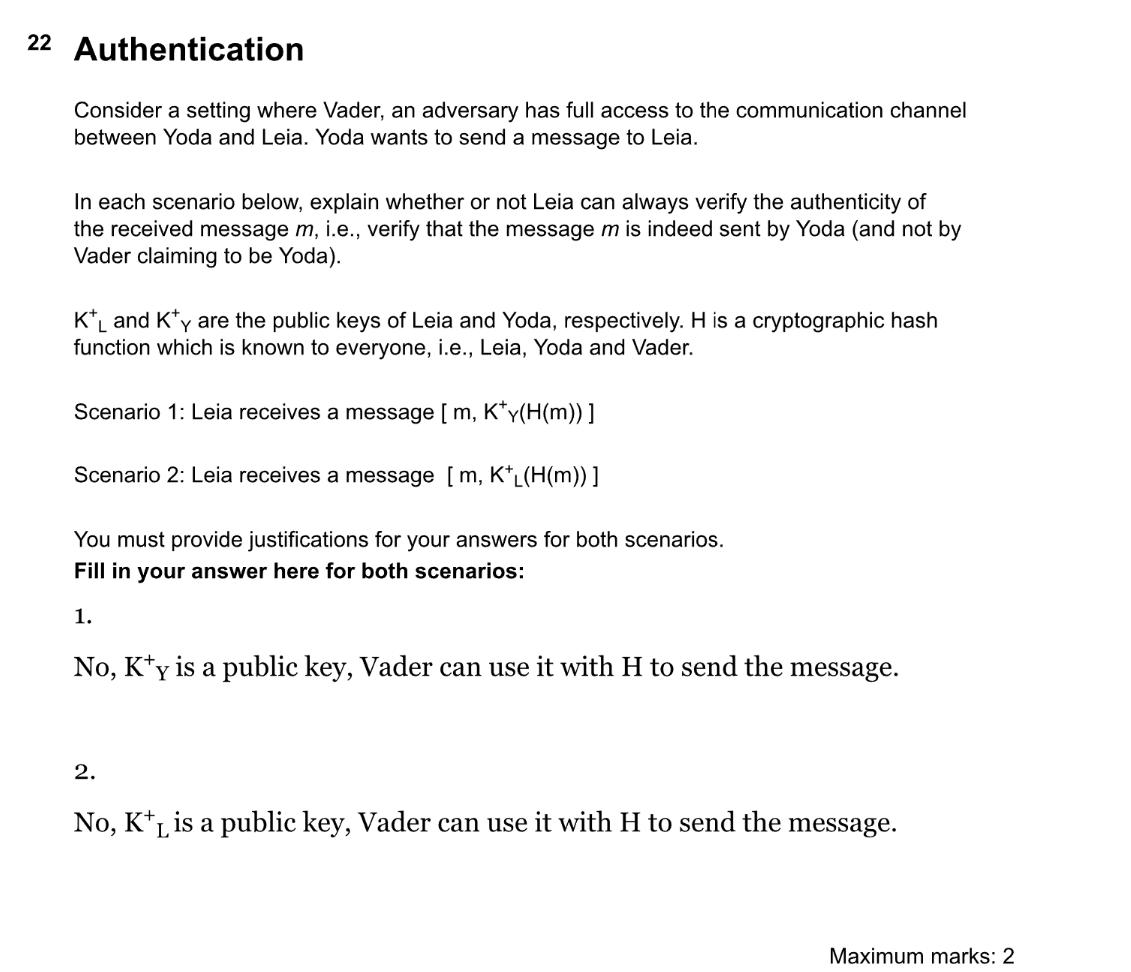 22 Authentication
Consider a setting where Vader, an adversary has full access to the communication channel
between Yoda and Leia. Yoda wants to send a message to Leia.
In each scenario below, explain whether or not Leia can always verify the authenticity of
the received message m, i.e., verify that the message m is indeed sent by Yoda (and not by
Vader claiming to be Yoda).
K⁺L and K⁺Y are the public keys of Leia and Yoda, respectively. H is a cryptographic hash
function which is known to everyone, i.e., Leia, Yoda and Vader.
Scenario 1: Leia receives a message [ m, K⁺Y(H(m)) ]
Scenario 2: Leia receives a message [ m, K⁺L(H(m)) ]
You must provide justifications for your answers for both scenarios.
Fill in your answer here for both scenarios:
1.
No, K⁺Y is a public key, Vader can use it with H to send the message.
2.
No, K⁺L is a public key, Vader can use it with H to send the message.
Maximum marks: 2